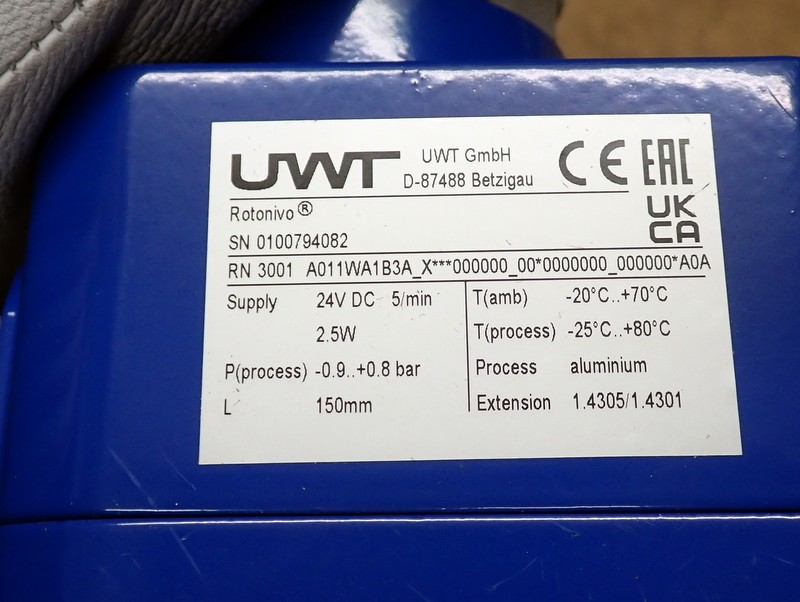 UWT
UWT GmbH
D-87488 Betzigau
CE
EAC
UK
CA
Rotonivo®
SN 0100794082
RN 3001 A011WA1B3A_X***000000_00*0000000_000000*A0A
Supply 24V DC 5/min
2.5W
P(process) -0.9..+0.8 bar
L 150mm
T(amb) -20°C..+70°C
T(process) -25°C..+80°C
Process aluminium
Extension 1.4305/1.4301